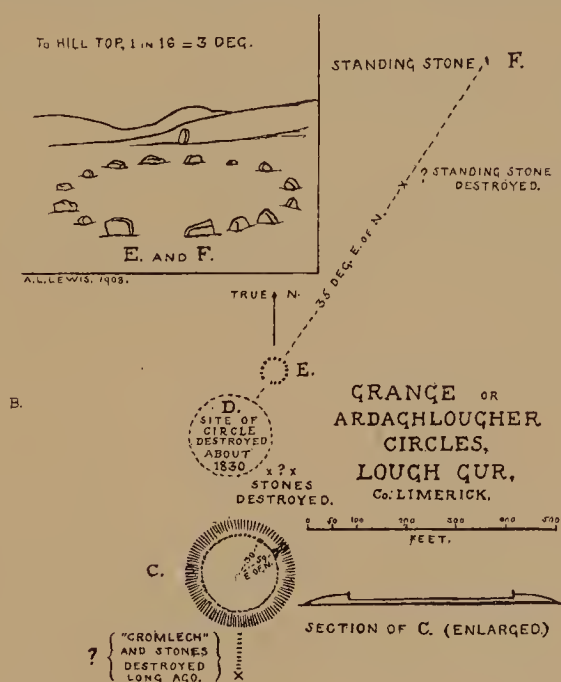 TO HILL TOP, 1 IN 16 = 3 DEG.
E. AND F.
A.L. LEWIS. 1908.
STANDING STONE, F.
? STANDING STONE
DESTROYED.
35 DEG. E. OF N.
TRUE N.
E.
B.
D.
SITE OF
CIRCLE
DESTROYED
ABOUT
1830
x ? x
STONES
DESTROYED.
GRANGE OR
ARDAGHLOUGHER
CIRCLES,
LOUGH GUR,
Co: LIMERICK.
0 50 100 200 300 400 500
FEET.
C.
E. OF N.
SECTION OF C. (ENLARGED.)
?
"CROMLECH"
AND STONES
DESTROYED
LONG AGO.